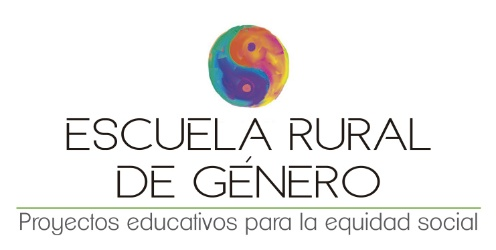 ESCUELA RURAL
DE GÉNERO
Proyectos educativos para la equidad social